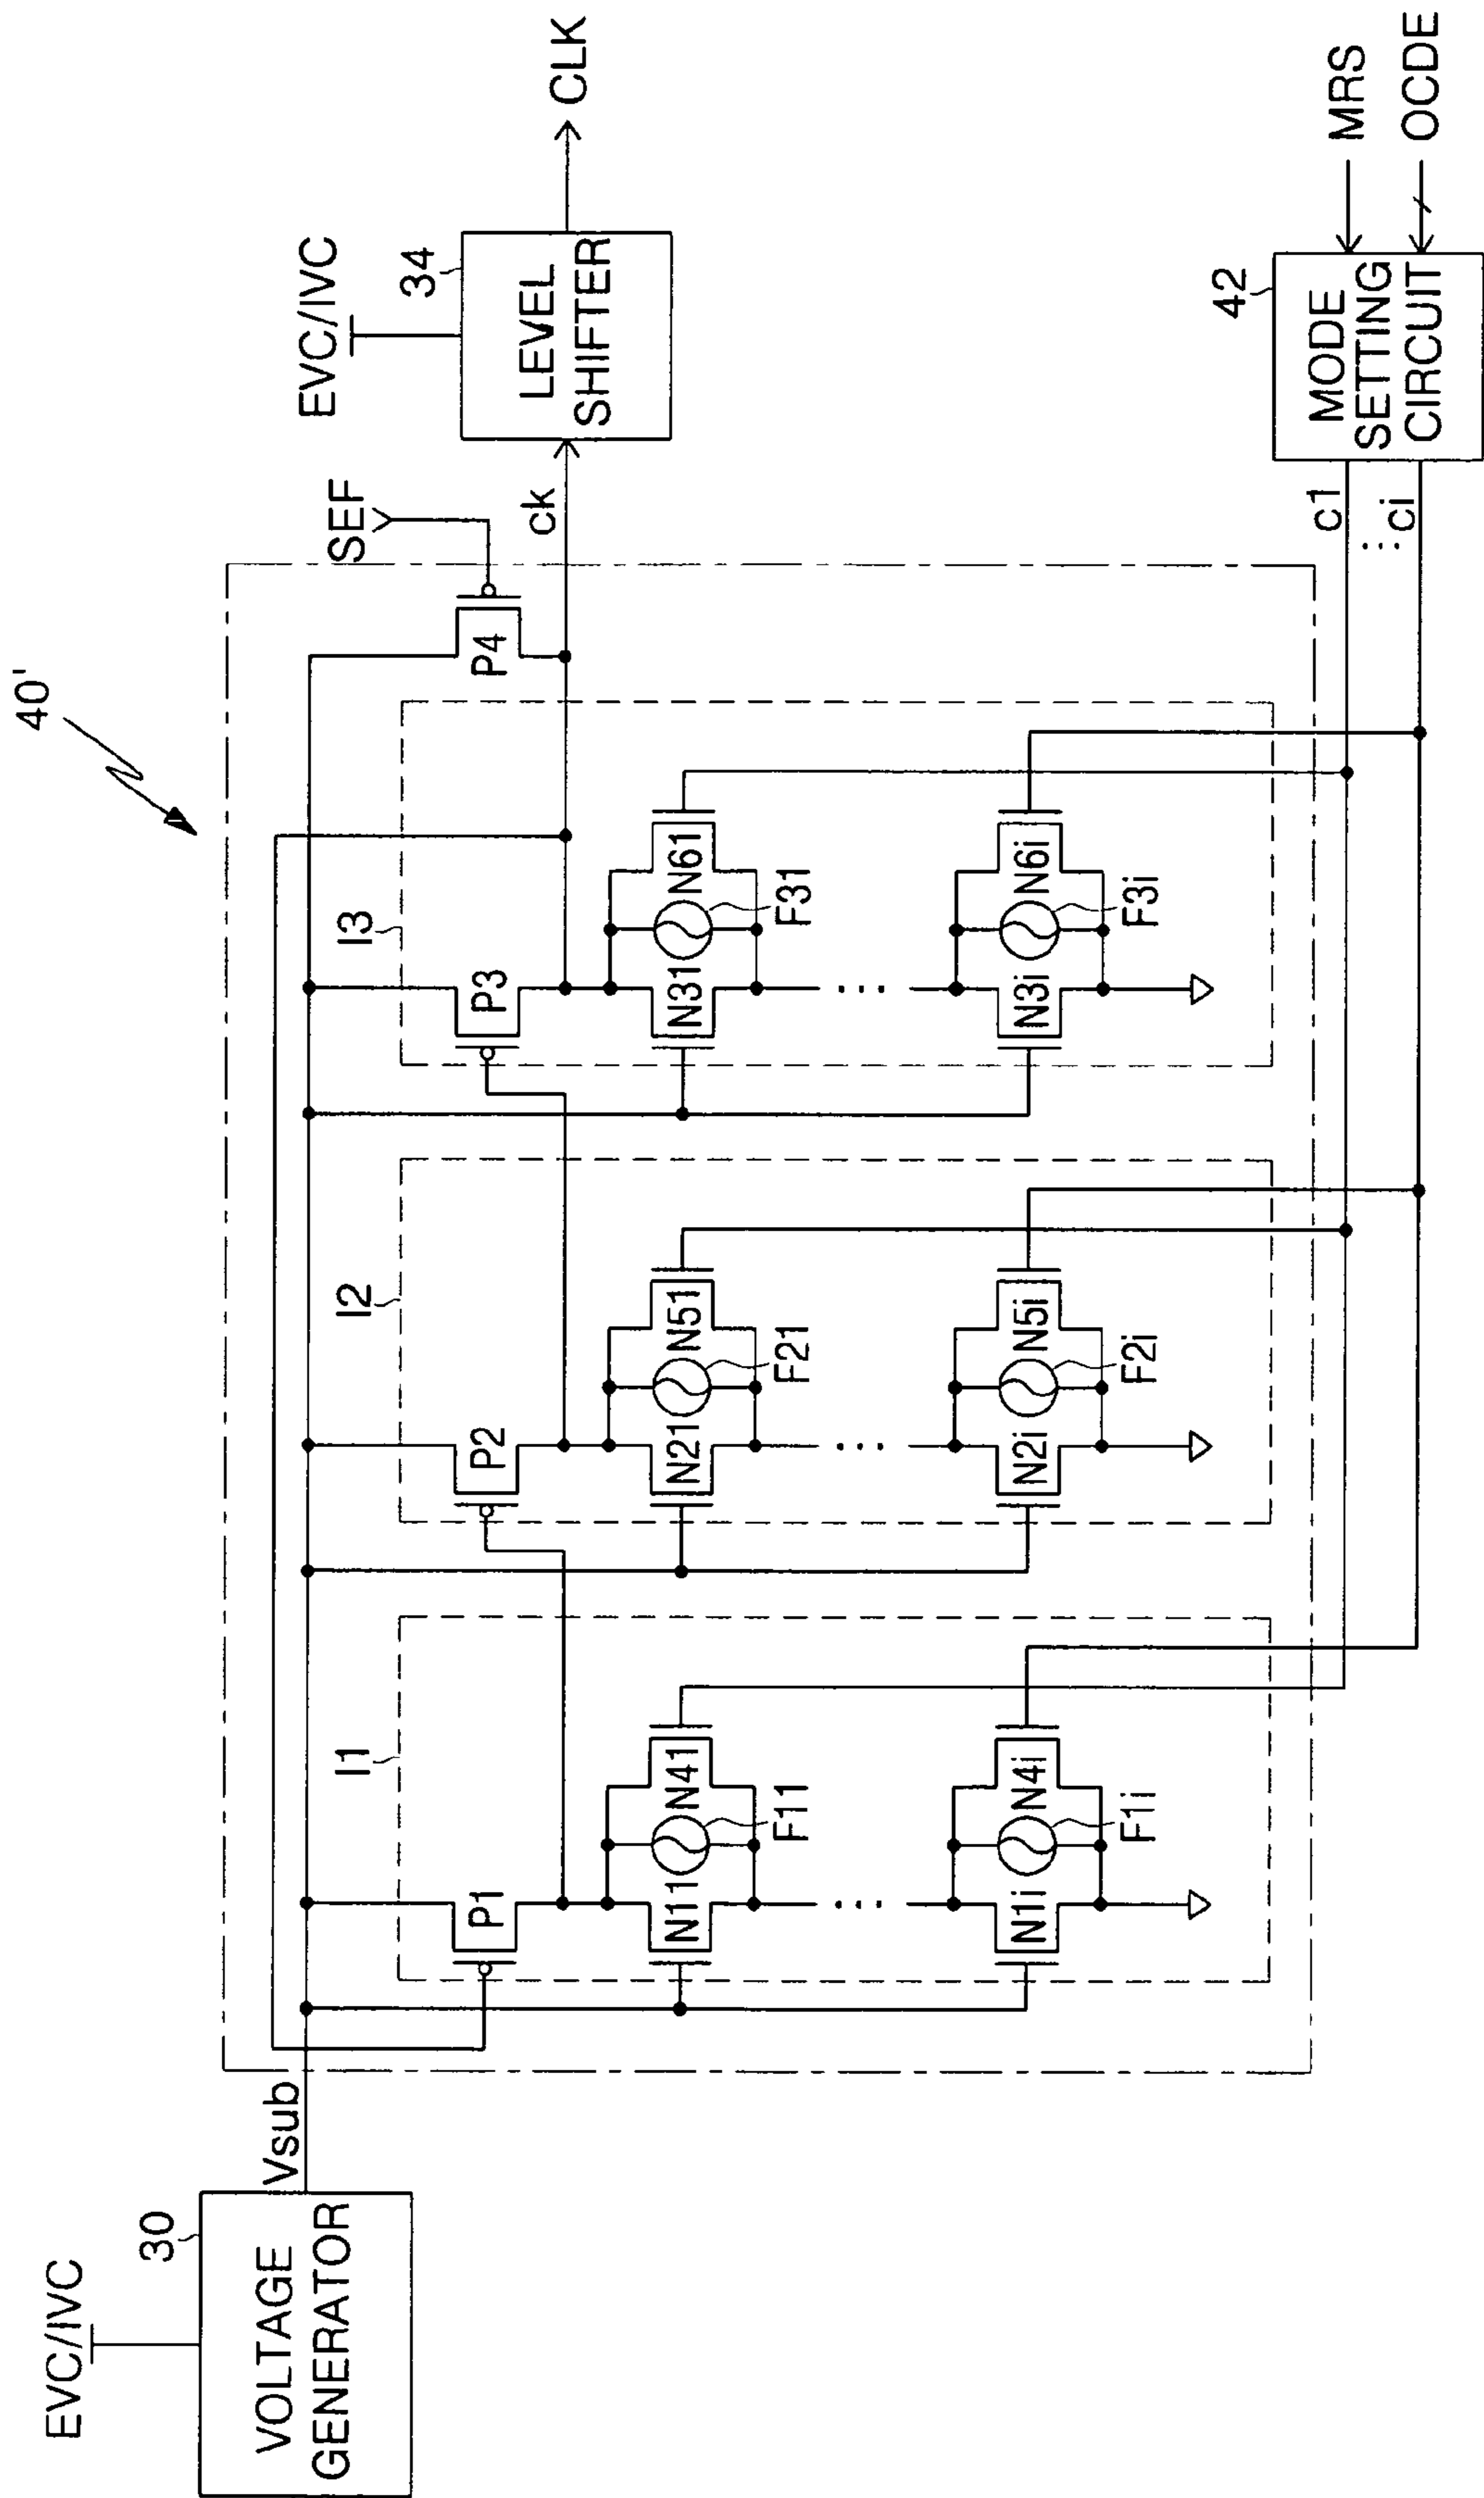 40'
EVC/IVC
30
VOLTAGE
GENERATOR
Vsub
I1
P1
N11
N41
F11
...
N1i
N4i
F1i
I2
P2
N21
N51
F21
...
N2i
N5i
F2i
I3
P3
N31
N61
F31
...
N3i
N6i
F3i
P4
SEF
ck
EVC/IVC
34
LEVEL
SHIFTER
CLK
c1
...
ci
42
MODE
SETTING
CIRCUIT
MRS
OCDE